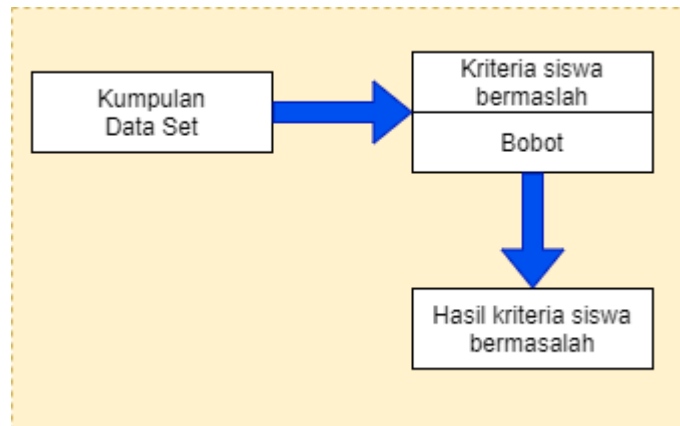 Kumpulan
Data Set
Kriteria siswa
bermaslah
Bobot
Hasil kriteria siswa
bermasalah